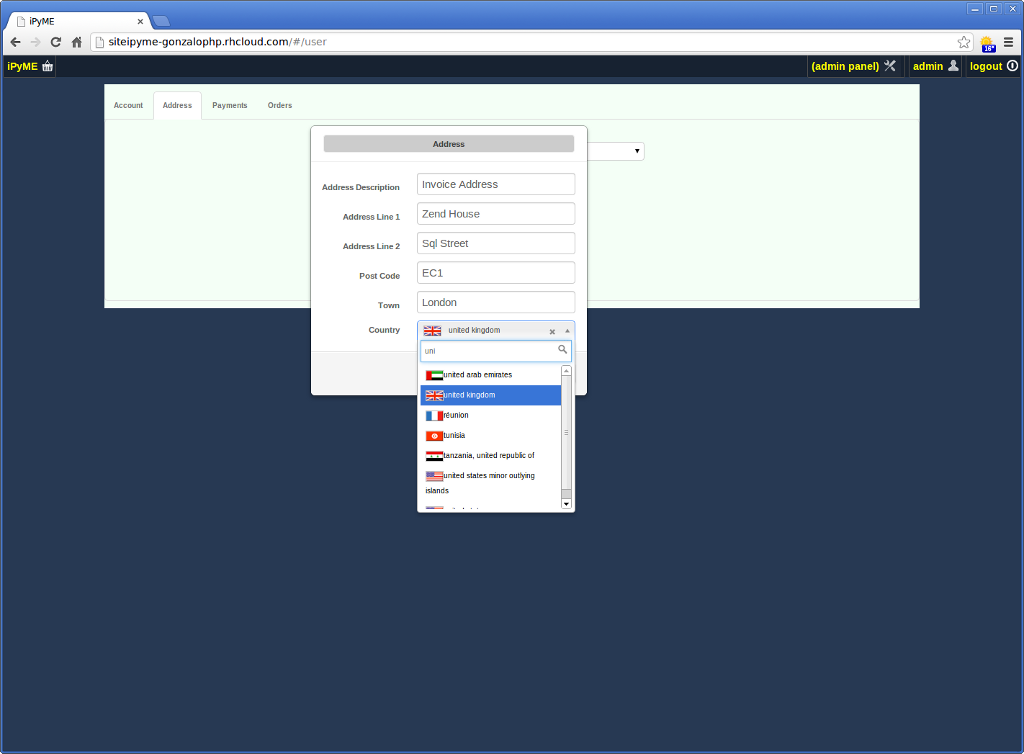 iPyME
siteipyme-gonzalophp.rhcloud.com/#/user
16°
iPyME
(admin panel)
admin
logout
Account
Address
Payments
Orders
Address
Address Description
Invoice Address
Address Line 1
Zend House
Address Line 2
Sql Street
Post Code
EC1
Town
London
Country
united kingdom
uni
united arab emirates
united kingdom
réunion
tunisia
tanzania, united republic of
united states minor outlying
islands